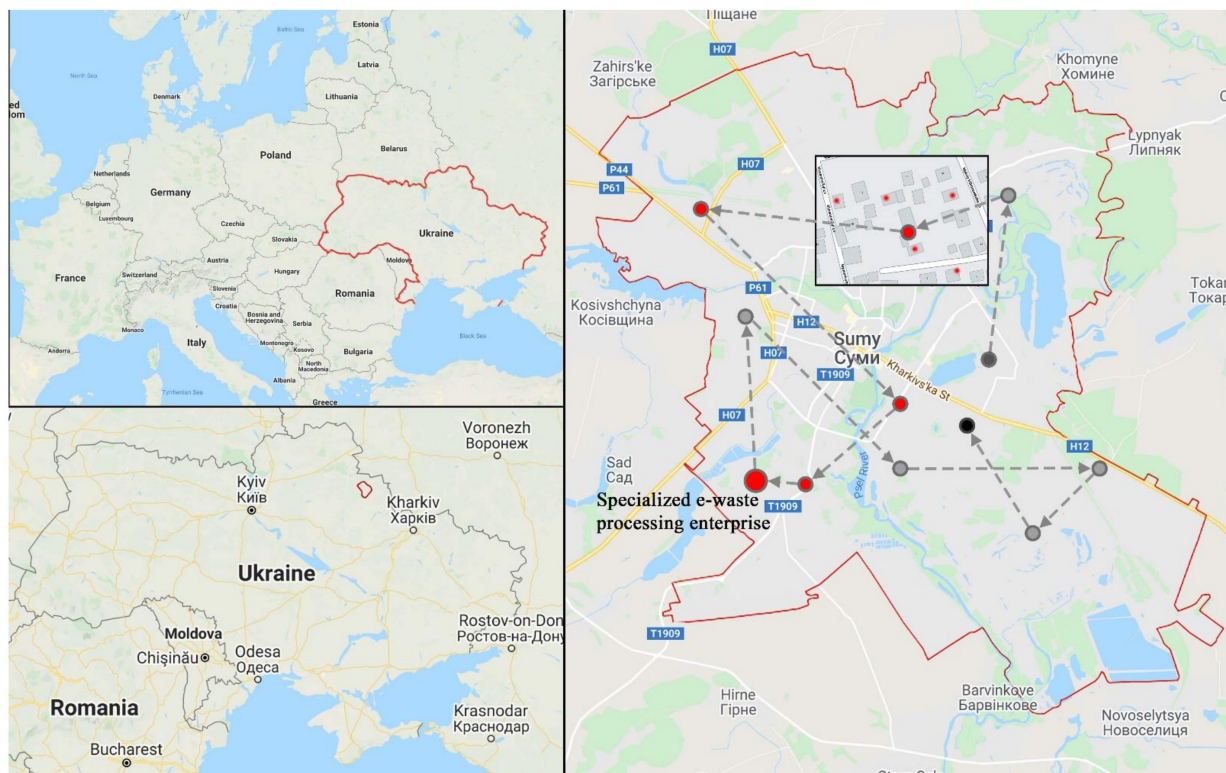 Estonia
Baltic Sea
North Sea
Latvia
Denmark
Lithuania
Belarus
Netherlands
Poland
Germany
Belgium
Luxembourg
Czechia
Ukraine
Slovakia
France
Austria
Moldova
Switzerland
Hungary
Slovenia
Romania
Croatia
Bosnia and
Herzegovina
Serbia
Monaco
Italy
Montenegro
Kosovo
Bulgaria
Black Sea
Andorra
North
Macedonia
Albania
Tyrrhenian Sea
Greece
Voronezh
Воронеж
Kyiv
Київ
Kharkiv
Харків
Ukraine
Rostov-on-Don
Ростов-на-Дону
Moldova
Chişinău
Odesa
Одеса
Romania
Krasnodar
Краснодар
Bucharest
Піщане
H07
Zahirs'ke
Загірське
Khomyne
Хомине
Lypnyak
Липняк
P44
H07
P61
Kosivshchyna
Косівщина
P61
H12
Sumy
Суми
H07
T1909
Kharkivs'ka St
H07
H12
Sad
Сад
Psel River
Specialized e-waste
T1909
processing enterprise
T1909
Hirne
Гірне
Barvinkove
Барвінкове
Novoselytsya
Новоселиця